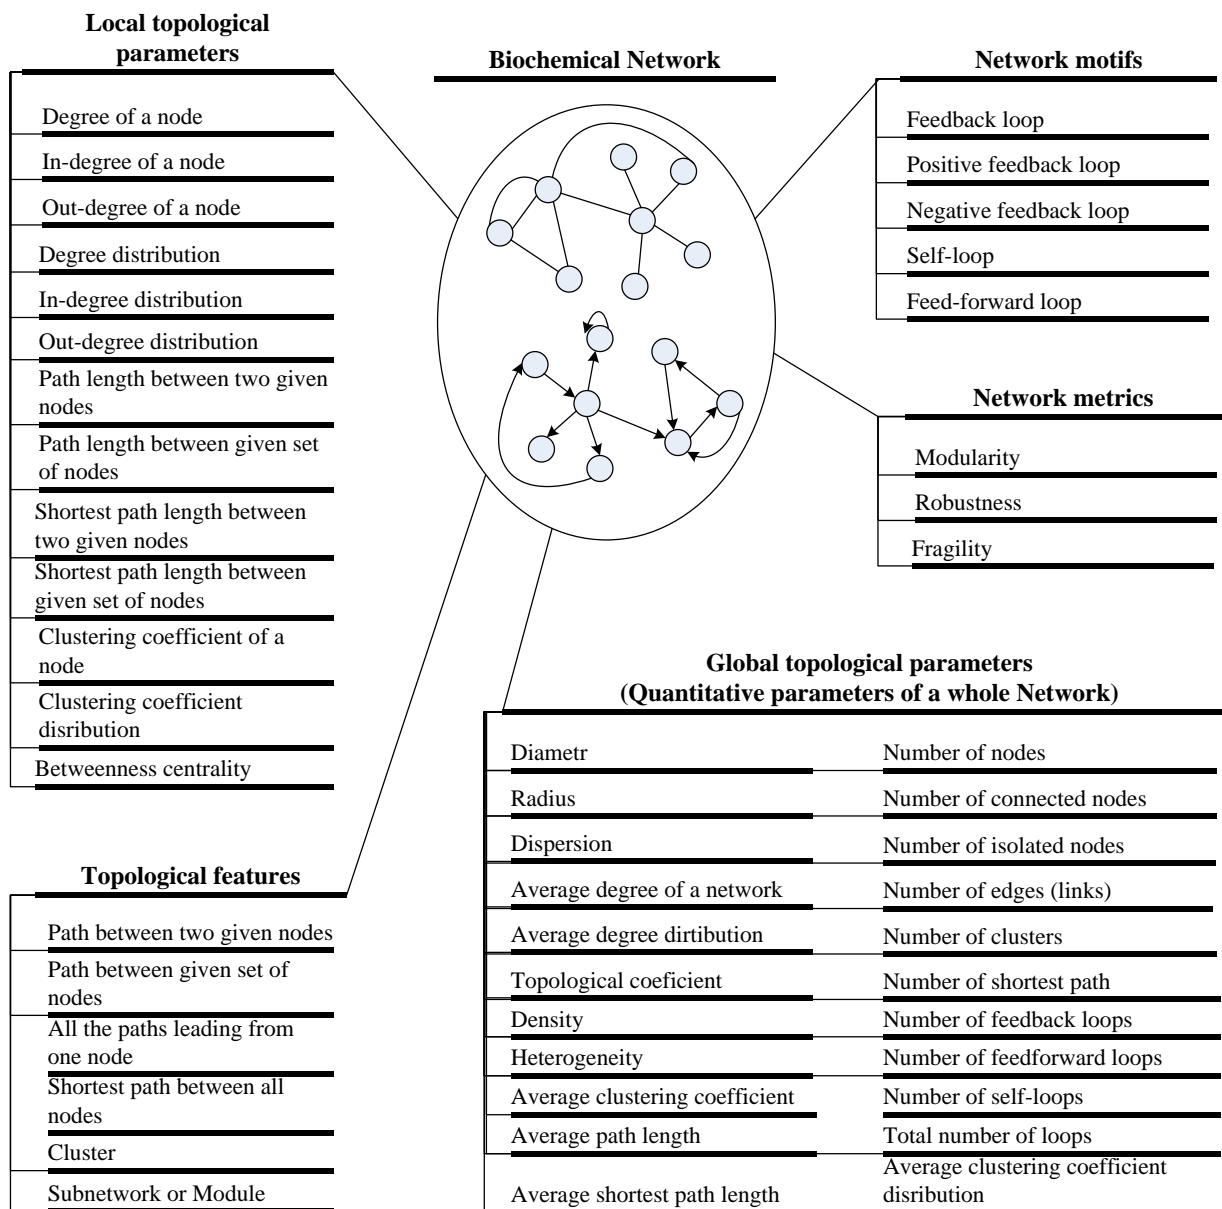 Local topological
parameters
Degree of a node
In-degree of a node
Out-degree of a node
Degree distribution
In-degree distribution
Out-degree distribution
Path length between two given
nodes
Path length between given set
of nodes
Shortest path length between
two given nodes
Shortest path length between
given set of nodes
Clustering coefficient of a
node
Clustering coefficient
disribution
Betweenness centrality
Topological features
Path between two given nodes
Path between given set of
nodes
All the paths leading from
one node
Shortest path between all
nodes
Cluster
Subnetwork or Module
Biochemical Network
Network motifs
Feedback loop
Positive feedback loop
Negative feedback loop
Self-loop
Feed-forward loop
Network metrics
Modularity
Robustness
Fragility
Global topological parameters
(Quantitative parameters of a whole Network)
Diametr
Radius
Dispersion
Average degree of a network
Average degree dirtibution
Topological coeficient
Density
Heterogeneity
Average clustering coefficient
Average path length
Average shortest path length
Number of nodes
Number of connected nodes
Number of isolated nodes
Number of edges (links)
Number of clusters
Number of shortest path
Number of feedback loops
Number of feedforward loops
Number of self-loops
Total number of loops
Average clustering coefficient
disribution